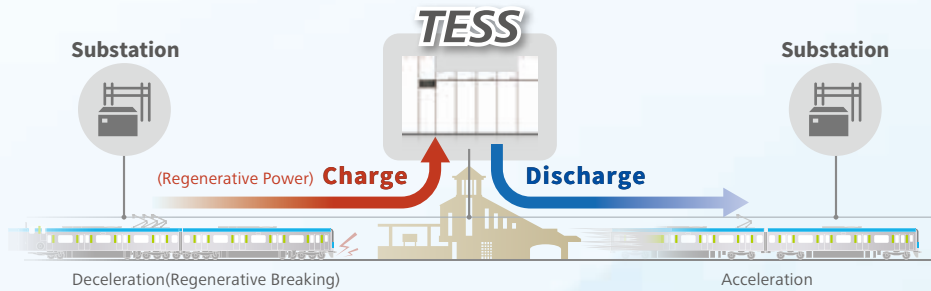 TESS
Substation
Substation
(Regenerative Power) Charge
Discharge
Deceleration(Regenerative Breaking)
Acceleration